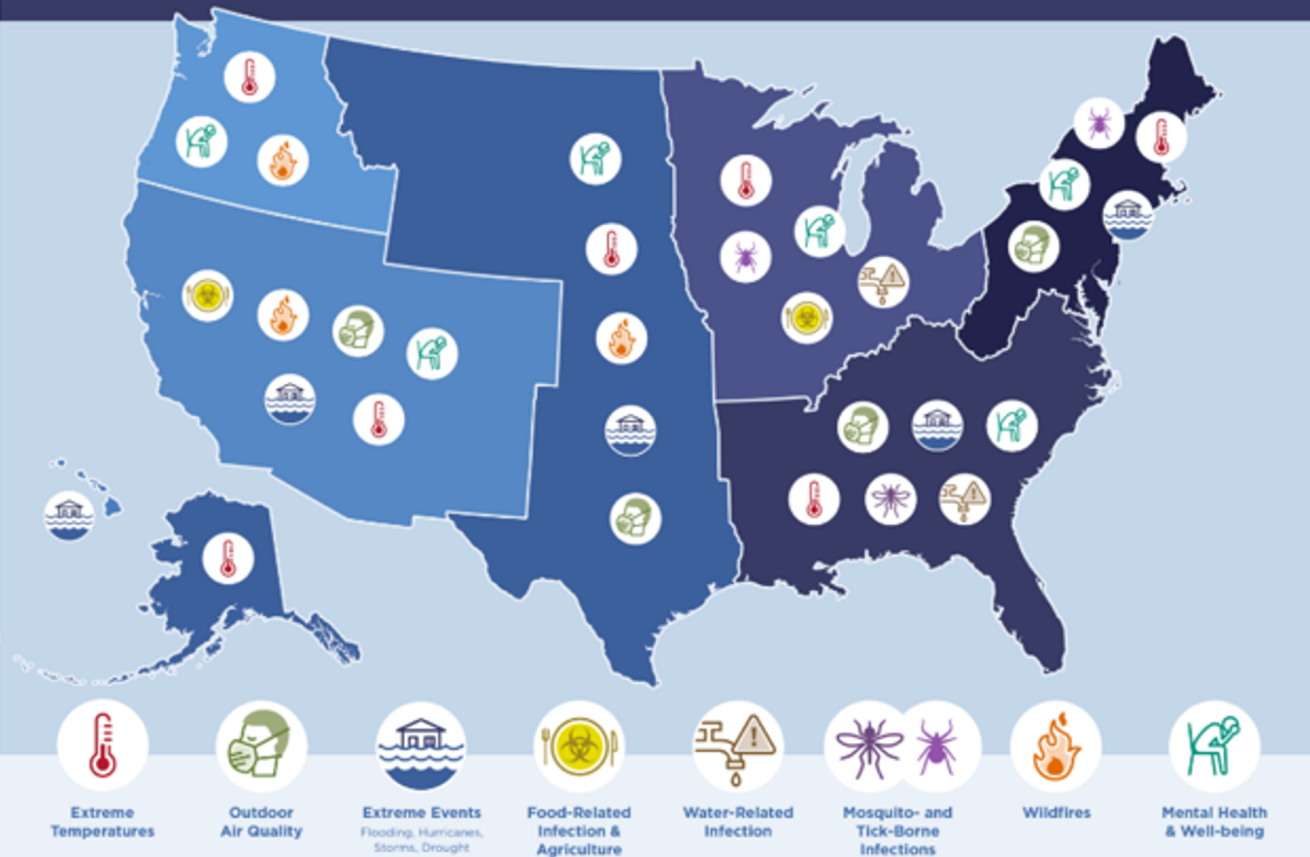 Extreme
Temperatures
Outdoor
Air Quality
Extreme Events
Flooding, Hurricanes,
Storms, Drought
Food-Related
Infection &
Agriculture
Water-Related
Infection
Mosquito- and
Tick-Borne
Infections
Wildfires
Mental Health
& Well-being